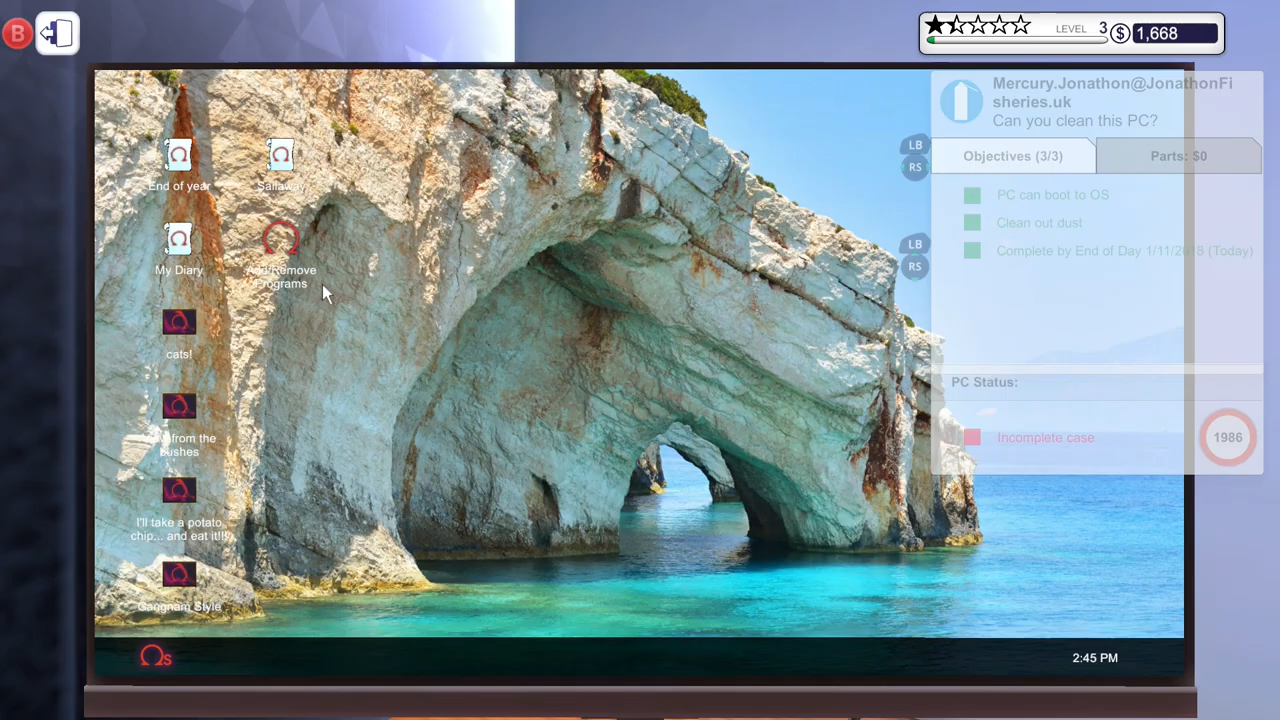 B
LEVEL 3 $ 1,668
Mercury.Jonathon@JonathonFi
sheries.uk
Can you clean this PC?
LB
RS
Objectives (3/3)
Parts: $0
PC can boot to OS
Clean out dust
LB
RS
Complete by End of Day 1/11/2018 (Today)
PC Status:
Incomplete case
1986
End of year
Sailaway
My Diary
Add/Remove
Programs
cats!
from the
bushes
I'll take a potato
chip... and eat it!!!
Gangnam Style
Ωs
2:45 PM